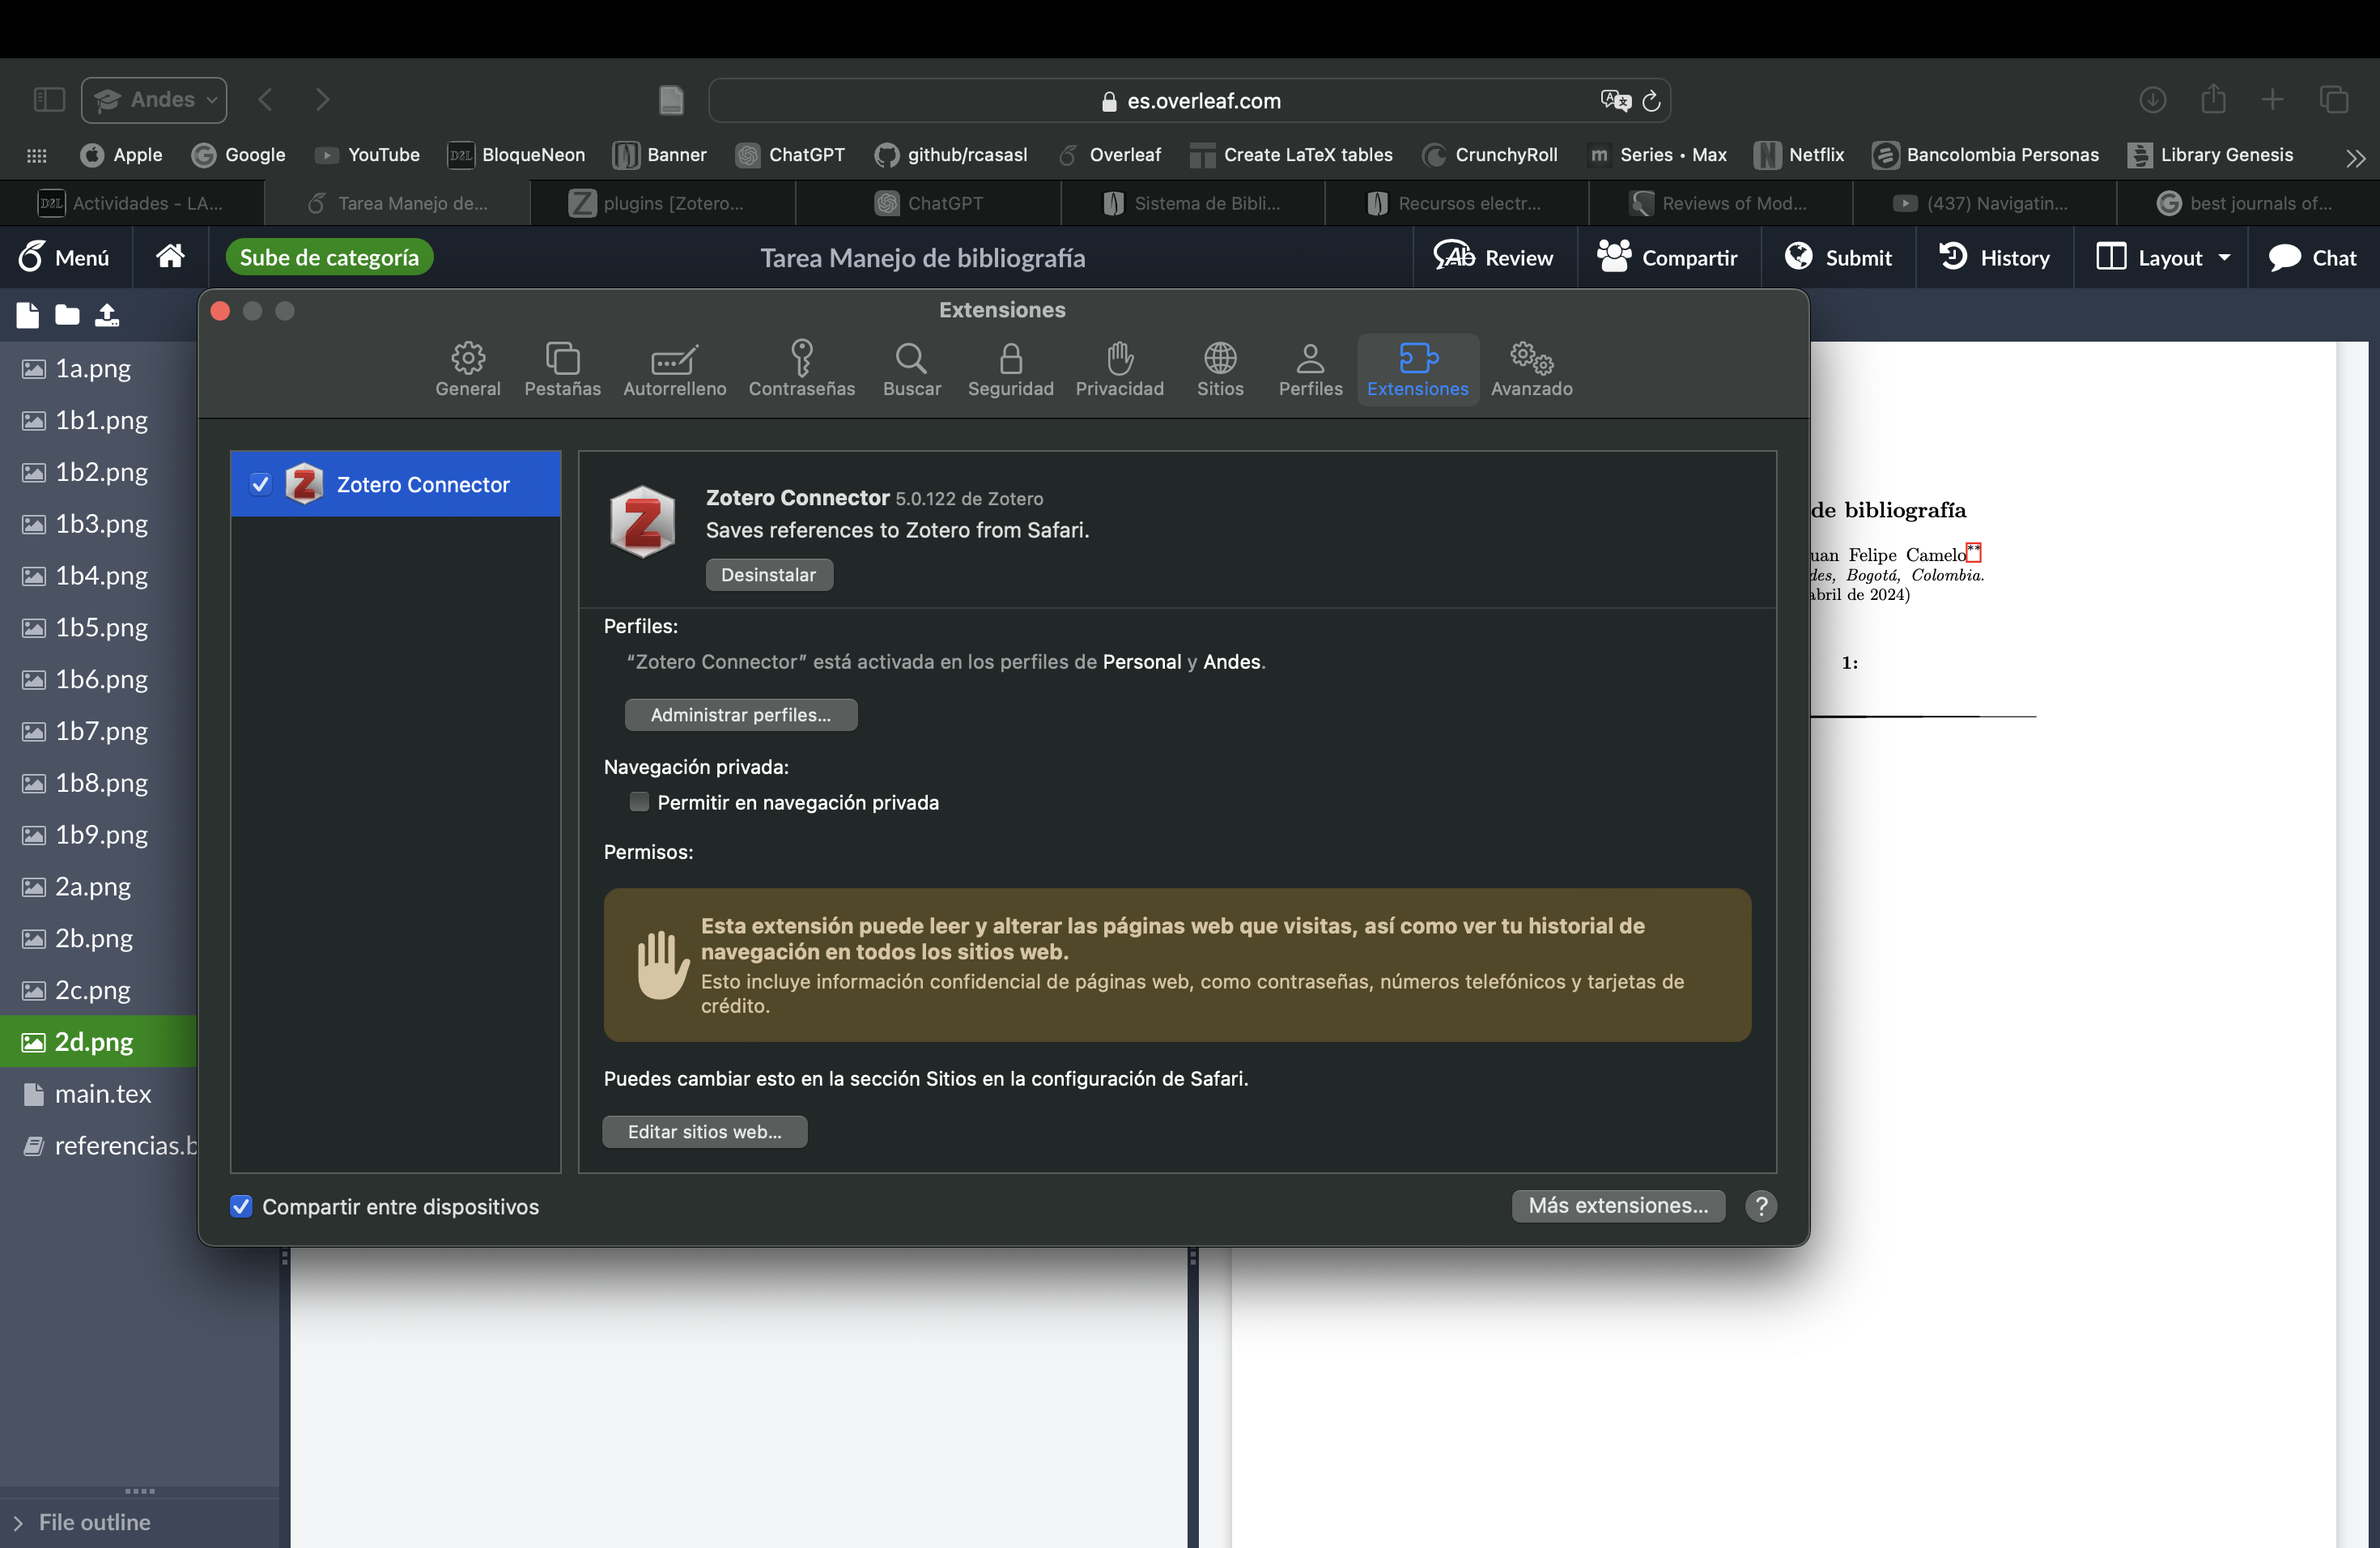 Andes
es.overleaf.com
Apple
Google
YouTube
BloqueNeon
Banner
ChatGPT
github/rcasasl
Overleaf
Create LaTeX tables
CrunchyRoll
Series • Max
Netflix
Bancolombia Personas
Library Genesis
Actividades - LA...
Tarea Manejo de...
plugins [Zotero...
ChatGPT
Sistema de Bibli...
Recursos electr...
Reviews of Mod...
(437) Navigatin...
best journals of...
Menú
Sube de categoría
Tarea Manejo de bibliografía
Review
Compartir
Submit
History
Layout
Chat
1a.png
1b1.png
1b2.png
1b3.png
1b4.png
1b5.png
1b6.png
1b7.png
1b8.png
1b9.png
2a.png
2b.png
2c.png
2d.png
main.tex
referencias.b
File outline
Extensiones
General
Pestañas
Autorrelleno
Contraseñas
Buscar
Seguridad
Privacidad
Sitios
Perfiles
Extensiones
Avanzado
Zotero Connector
Zotero Connector 5.0.122 de Zotero
Saves references to Zotero from Safari.
Desinstalar
Perfiles:
“Zotero Connector” está activada en los perfiles de Personal y Andes.
Administrar perfiles...
Navegación privada:
Permitir en navegación privada
Permisos:
Esta extensión puede leer y alterar las páginas web que visitas, así como ver tu historial de
navegación en todos los sitios web.
Esto incluye información confidencial de páginas web, como contraseñas, números telefónicos y tarjetas de
crédito.
Puedes cambiar esto en la sección Sitios en la configuración de Safari.
Editar sitios web...
Compartir entre dispositivos
Más extensiones...
?
de bibliografía
uan Felipe Camelo**
des, Bogotá, Colombia.
abril de 2024)
1: